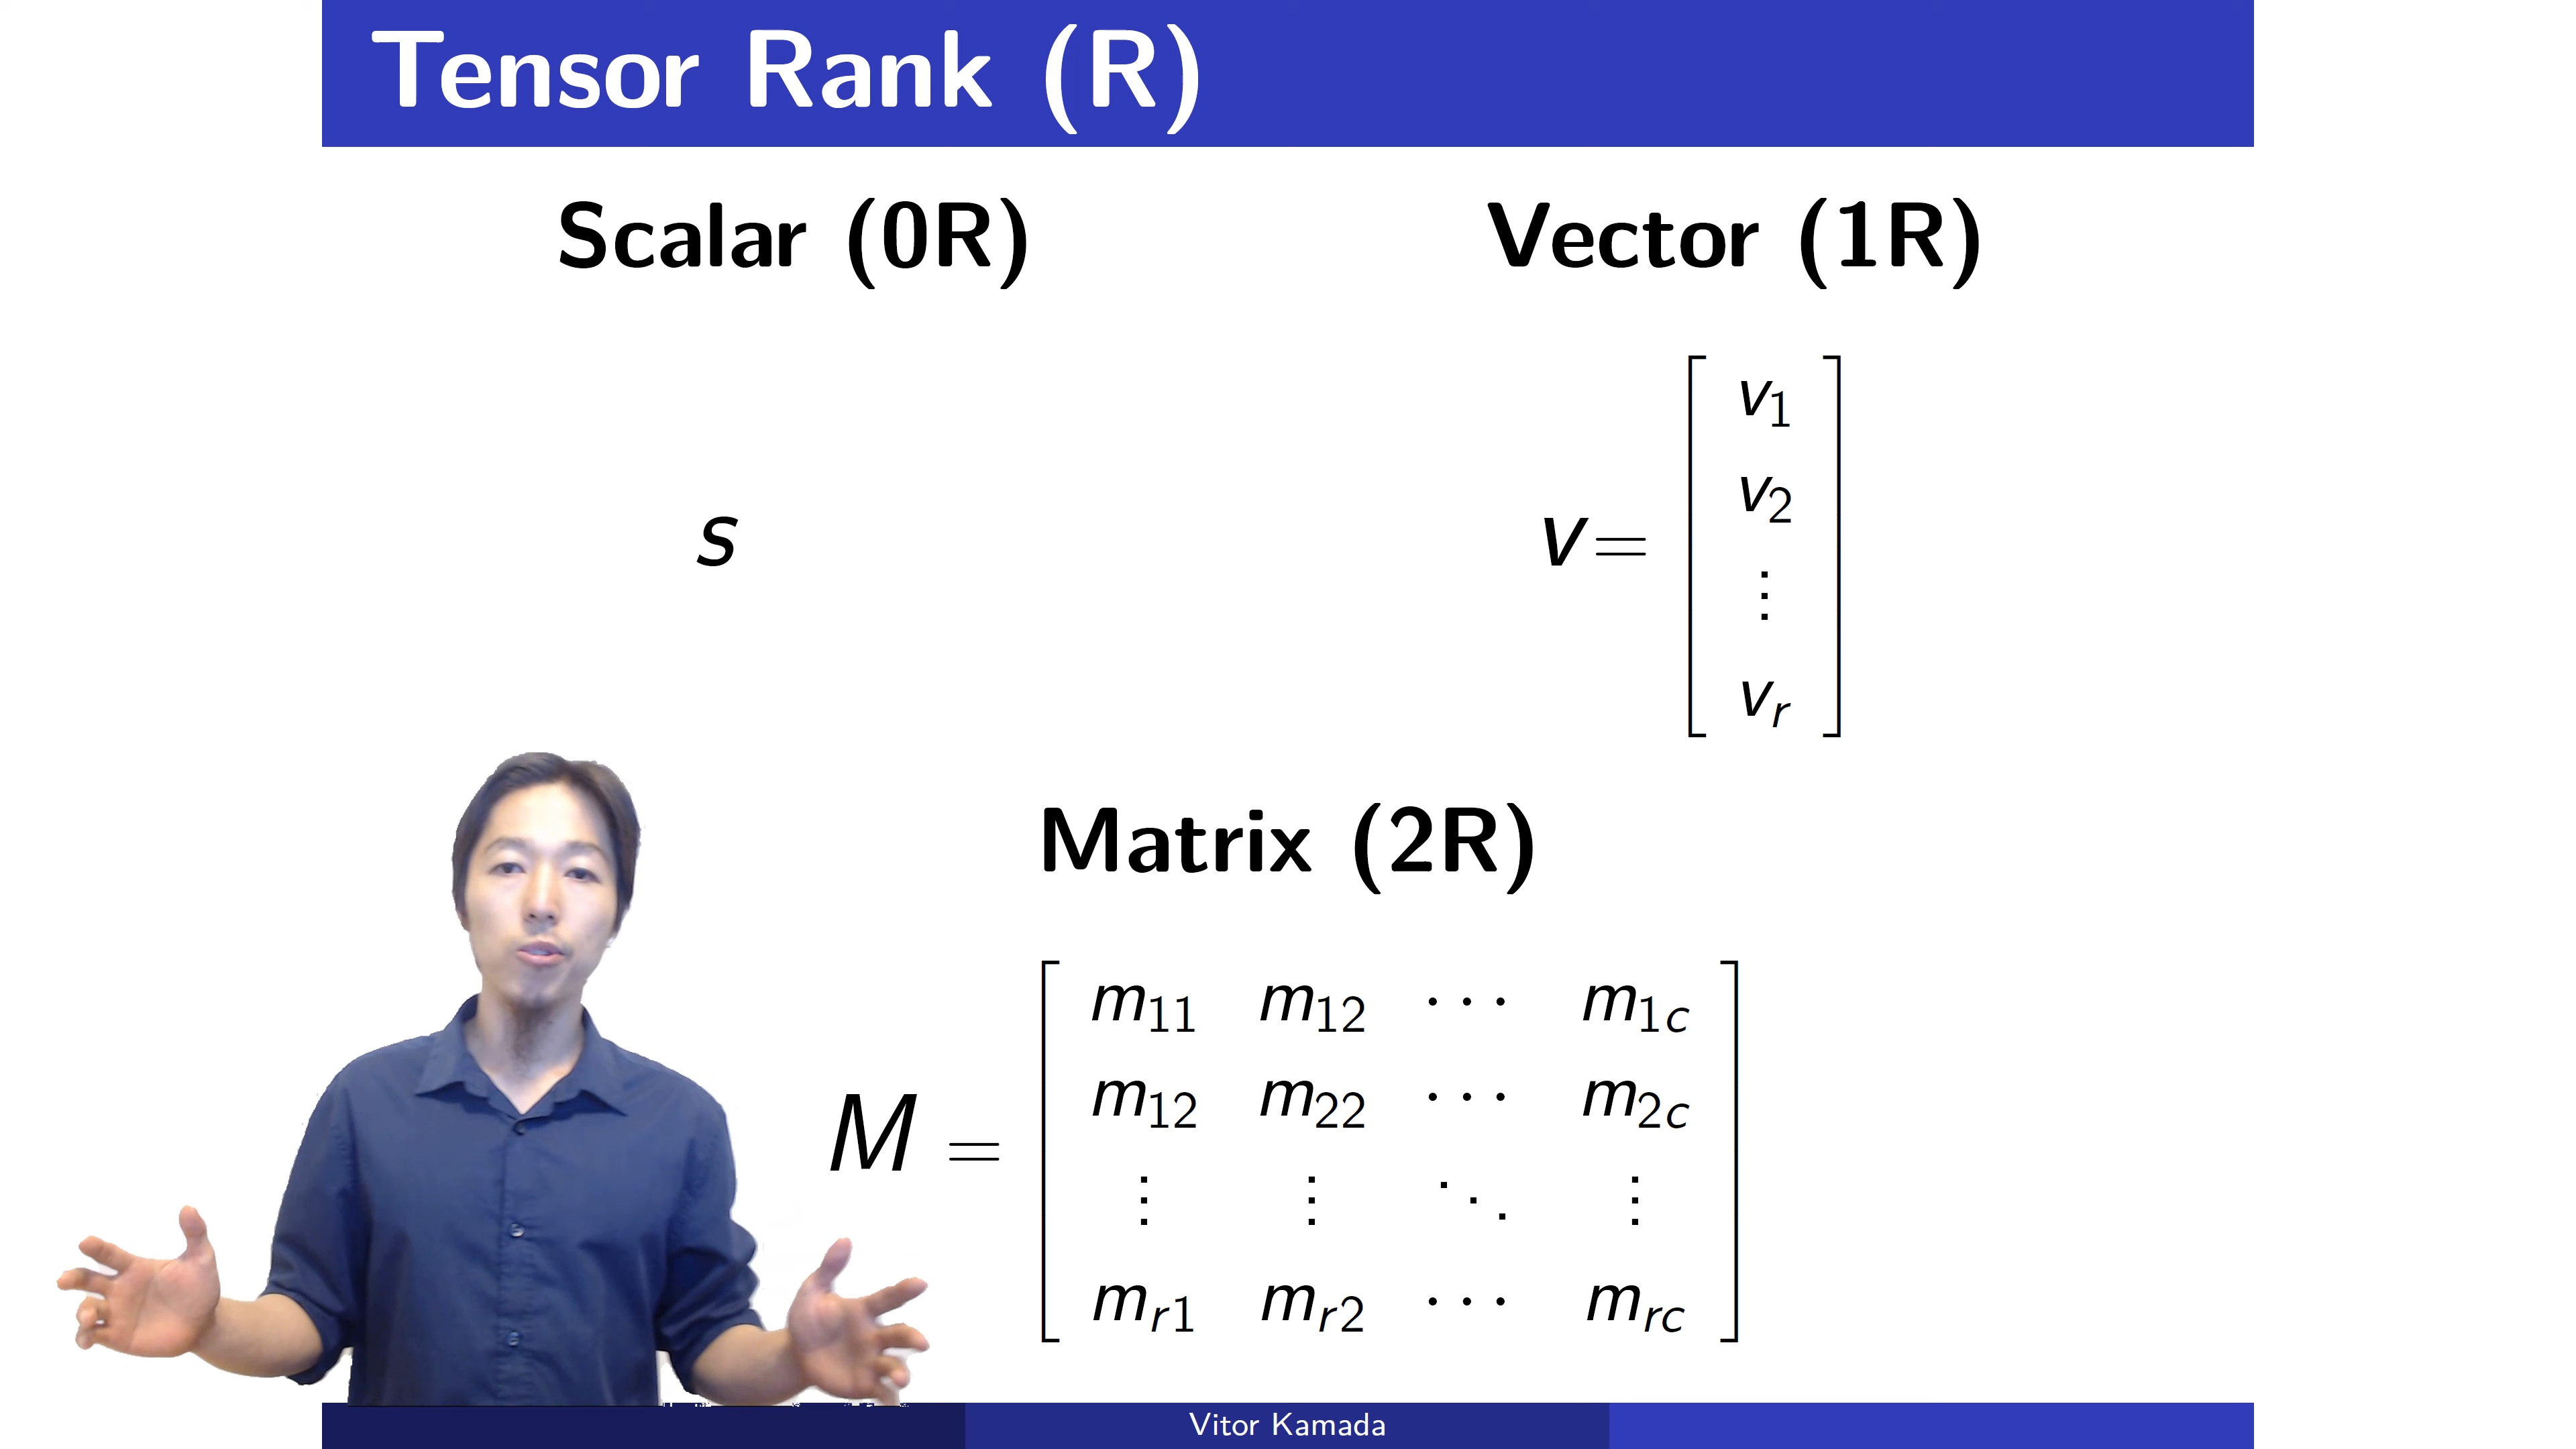 Tensor Rank (R)
Scalar (0R)
Vector (1R)
s
v = [ v₁
v₂
⋮
vᵣ ]
Matrix (2R)
M = [ m₁₁ m₁₂ ⋯ m₁c
m₁₂ m₂₂ ⋯ m₂c
⋮ ⋮ ⋱ ⋮
mᵣ₁ mᵣ₂ ⋯ mᵣc ]
Vitor Kamada